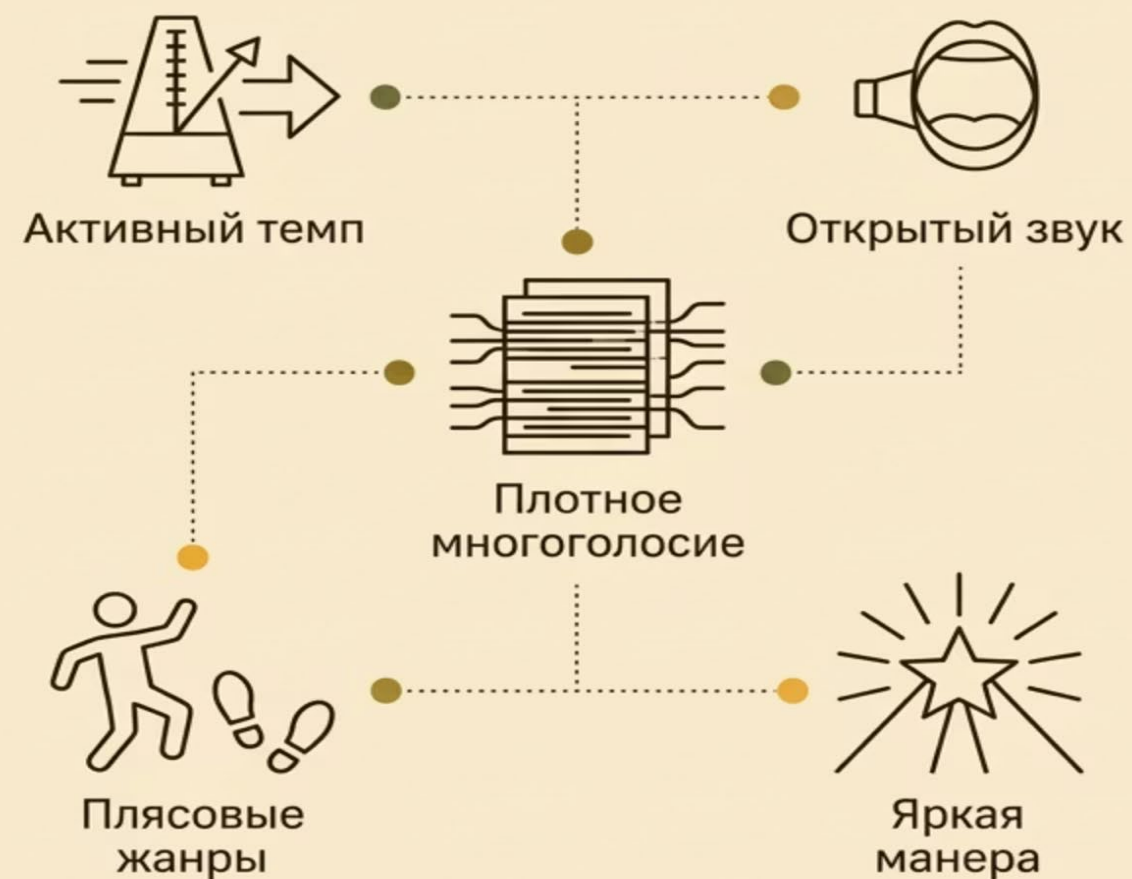 Активный темп
Открытый звук
Плотное
многоголосие
Плясовые
жанры
Яркая
манера